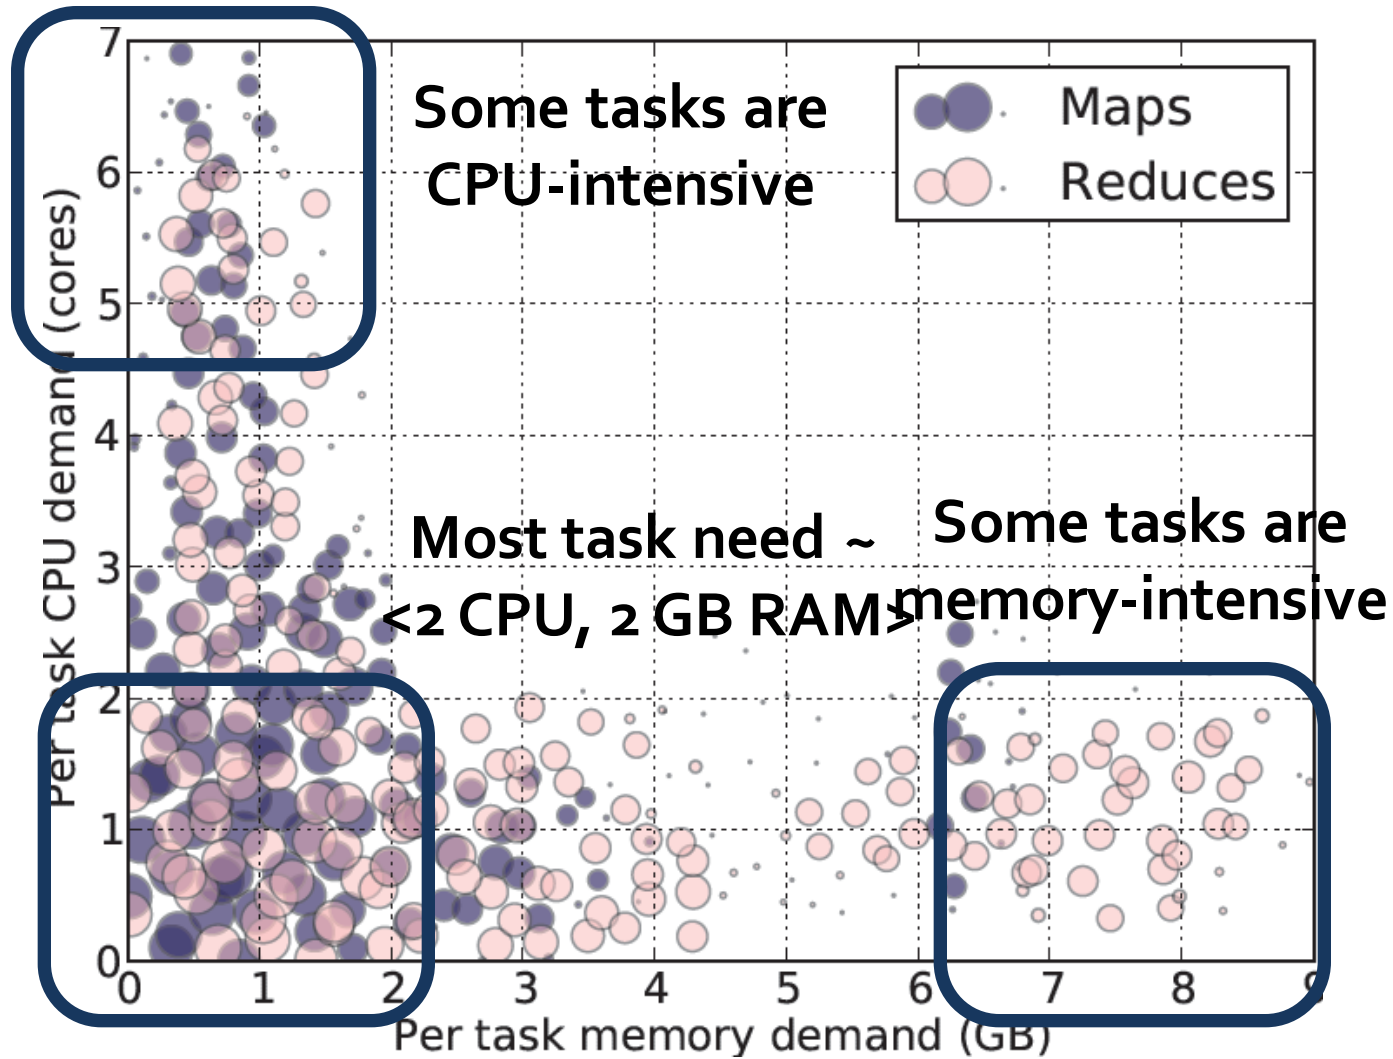 7
Some tasks are
CPU-intensive
Maps
Reduces
6
5
4
3
2
1
0
Per task CPU demand (cores)
Most task need ~
<2 CPU, 2 GB RAM>
Some tasks are
memory-intensive
0 1 2 3 4 5 6 7 8 9
Per task memory demand (GB)